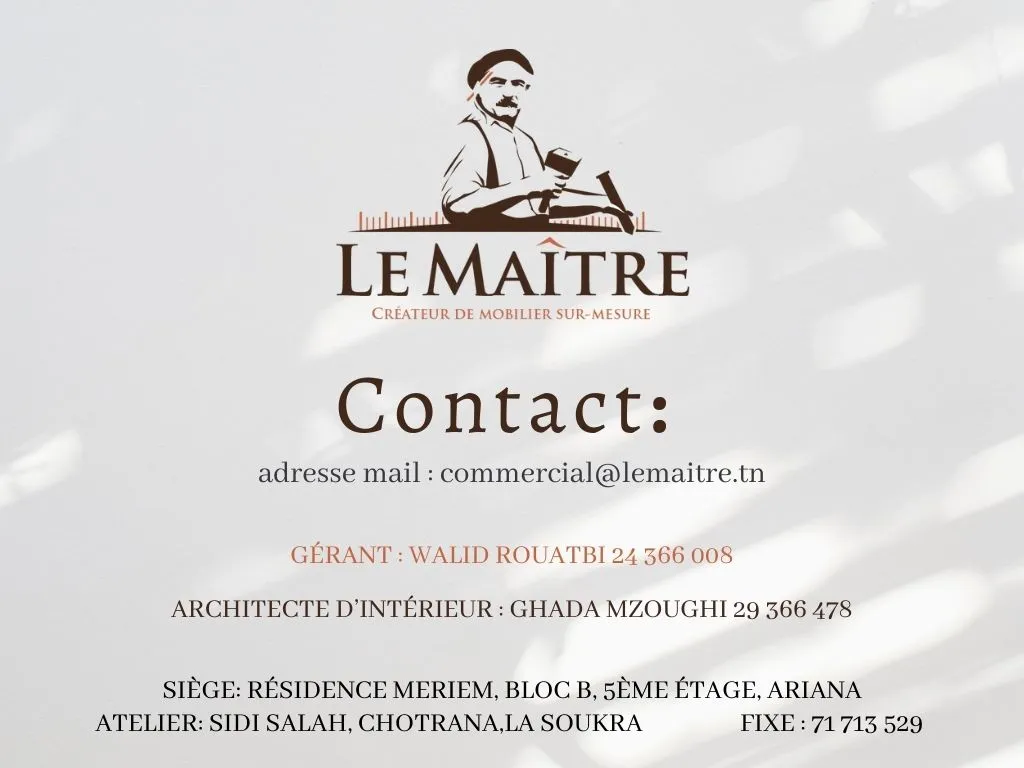 LE MAÎTRE
CRÉATEUR DE MOBILIER SUR-MESURE
Contact:
adresse mail : commercial@lemaitre.tn
GÉRANT : WALID ROUATBI 24 366 008
ARCHITECTE D’INTÉRIEUR : GHADA MZOUGHI 29 366 478
SIÈGE: RÉSIDENCE MERIEM, BLOC B, 5ÈME ÉTAGE, ARIANA
ATELIER: SIDI SALAH, CHOTRANA,LA SOUKRA FIXE : 71 713 529